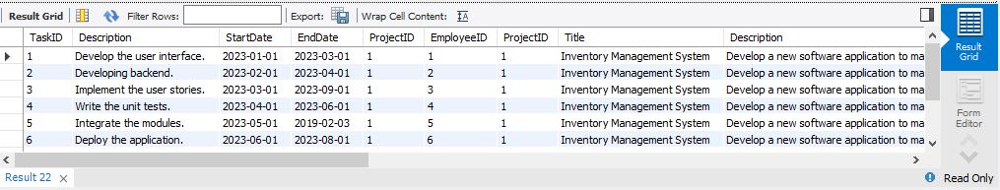 Result Grid Filter Rows: Export: Wrap Cell Content: IA
TaskID Description StartDate EndDate ProjectID EmployeeID ProjectID Title Description
1 Develop the user interface. 2023-01-01 2023-03-01 1 1 1 Inventory Management System Develop a new software application to ma
2 Developing backend. 2023-02-01 2023-04-01 1 2 1 Inventory Management System Develop a new software application to ma
3 Implement the user stories. 2023-03-01 2023-09-01 1 3 1 Inventory Management System Develop a new software application to ma
4 Write the unit tests. 2023-04-01 2023-06-01 1 4 1 Inventory Management System Develop a new software application to ma
5 Integrate the modules. 2023-05-01 2019-02-03 1 5 1 Inventory Management System Develop a new software application to ma
6 Deploy the application. 2023-06-01 2023-08-01 1 6 1 Inventory Management System Develop a new software application to ma
Result
Grid
Form
Editor
Result 22 Read Only